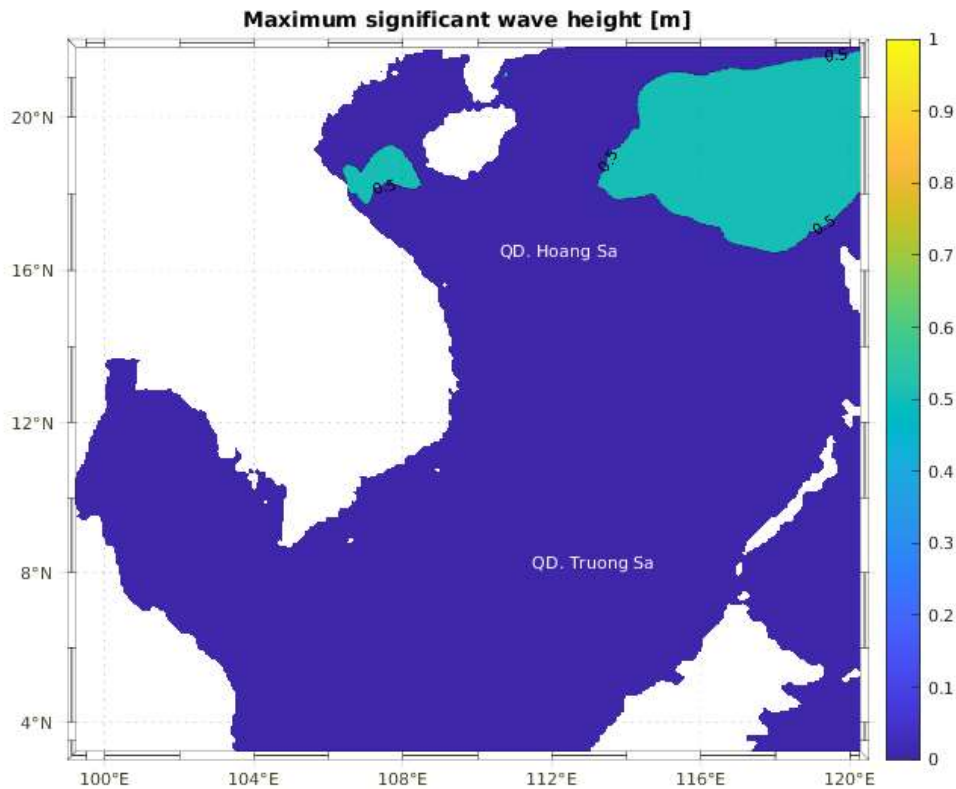 Maximum significant wave height [m]
20°N
16°N
12°N
8°N
4°N
100°E
104°E
108°E
112°E
116°E
120°E
0.5
0.5
0.5
0.5
QD. Hoang Sa
QD. Truong Sa
1
0.9
0.8
0.7
0.6
0.5
0.4
0.3
0.2
0.1
0